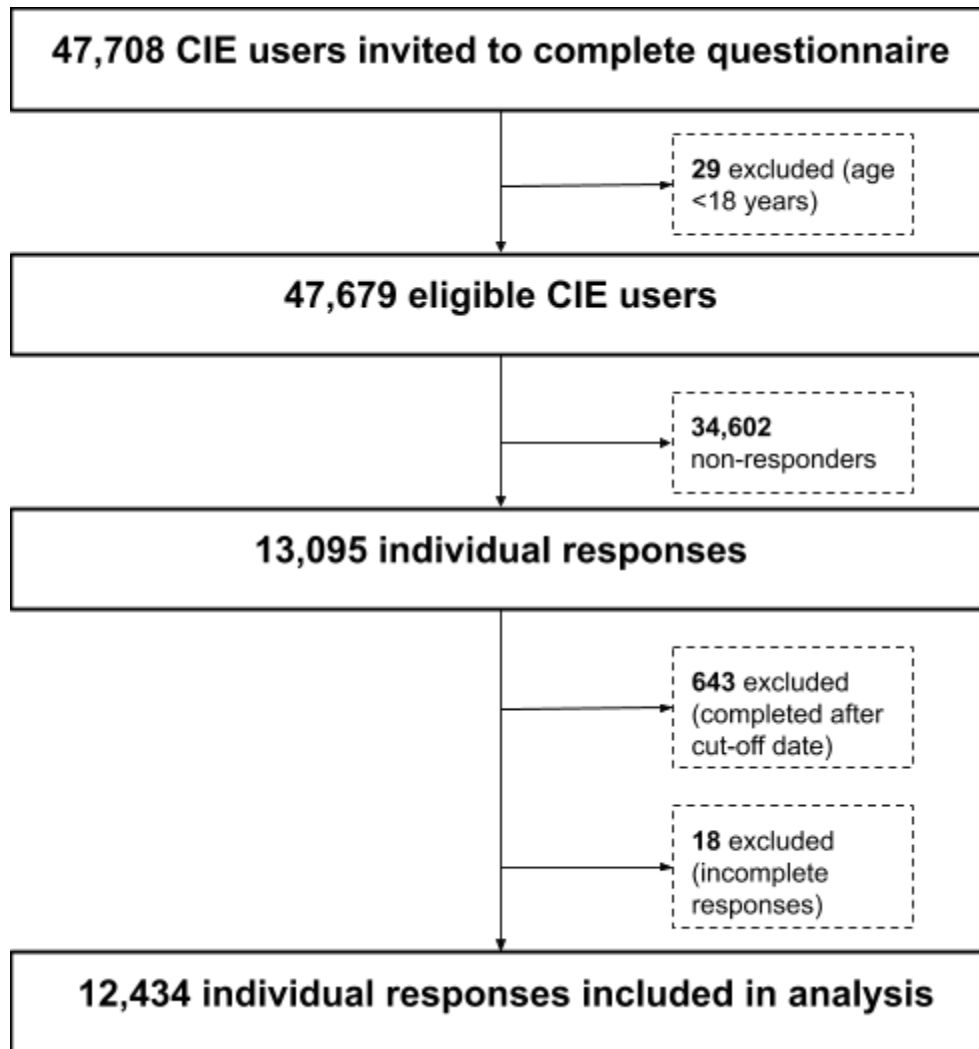 47,708 CIE users invited to complete questionnaire
29 excluded (age
<18 years)
47,679 eligible CIE users
34,602
non-responders
13,095 individual responses
643 excluded
(completed after
cut-off date)
18 excluded
(incomplete
responses)
12,434 individual responses included in analysis